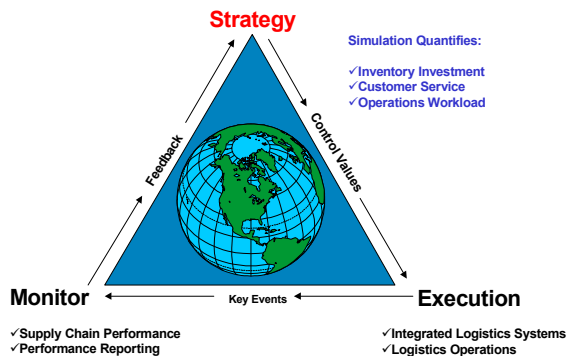 Strategy
Simulation Quantifies:
✓Inventory Investment
✓Customer Service
✓Operations Workload
Feedback
Control Values
Monitor
Key Events
Execution
✓Supply Chain Performance
✓Performance Reporting
✓Integrated Logistics Systems
✓Logistics Operations